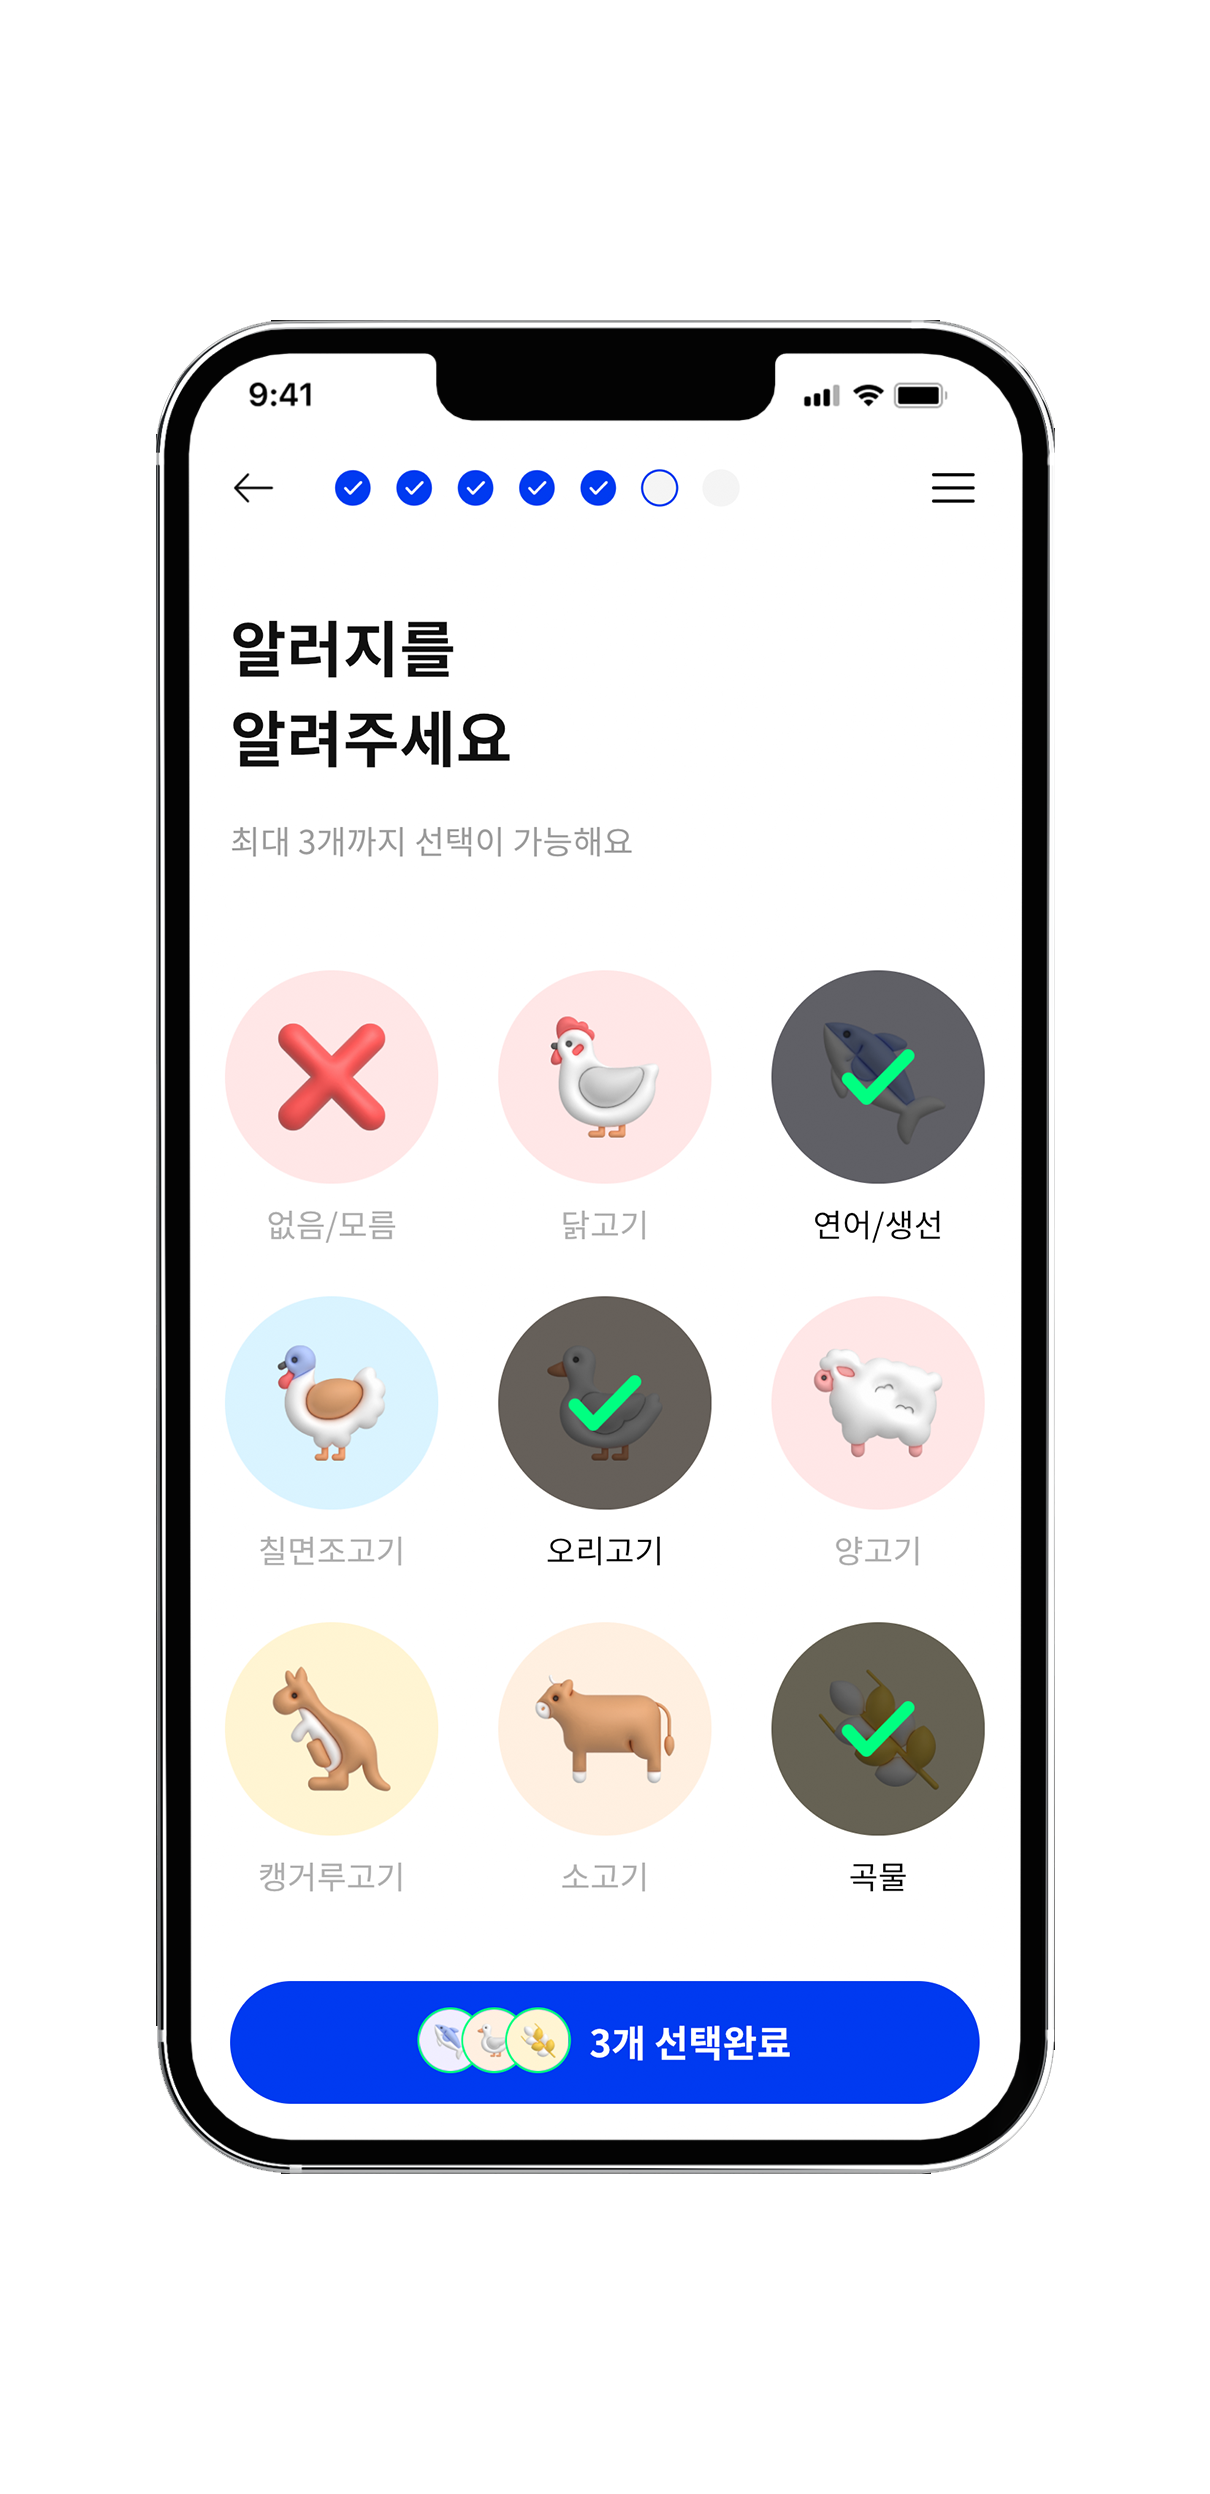 9:41
알러지를
알려주세요
최대 3개까지 선택이 가능해요
없음/모름
닭고기
연어/생선
칠면조고기
오리고기
양고기
캥거루고기
소고기
곡물
3개 선택완료